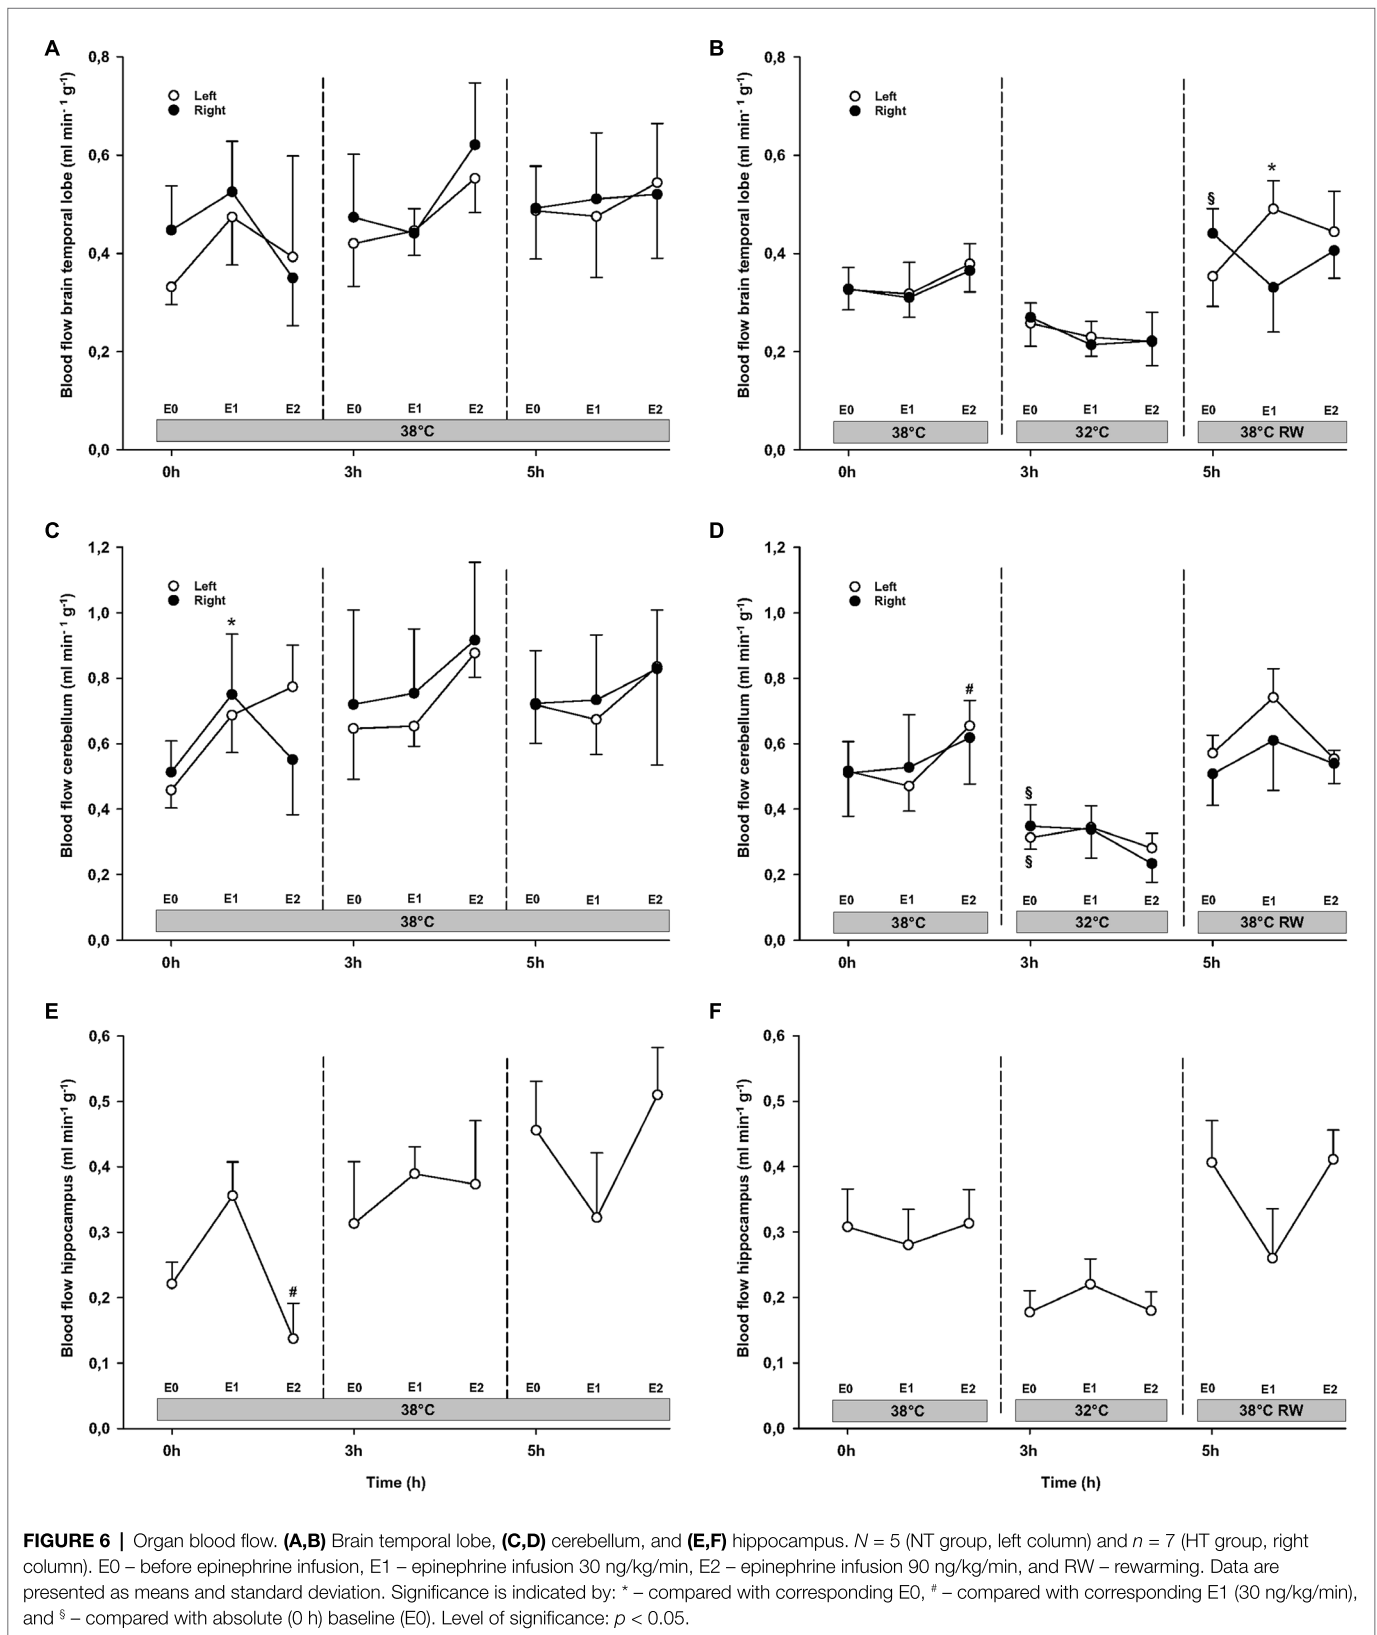 A
Blood flow brain temporal lobe (ml min-1 g-1)
0,8
0,6
0,4
0,2
0,0
Left
Right
E0 E1 E2 E0 E1 E2 E0 E1 E2
38°C
0h 3h 5h
B
Blood flow brain temporal lobe (ml min-1 g-1)
0,8
0,6
0,4
0,2
0,0
Left
Right
§ *
E0 E1 E2 E0 E1 E2 E0 E1 E2
38°C 32°C 38°C RW
0h 3h 5h
C
Blood flow cerebellum (ml min-1 g-1)
1,2
1,0
0,8
0,6
0,4
0,2
0,0
Left
Right
*
E0 E1 E2 E0 E1 E2 E0 E1 E2
38°C
0h 3h 5h
D
Blood flow cerebellum (ml min-1 g-1)
1,2
1,0
0,8
0,6
0,4
0,2
0,0
Left
Right
#
§
§
E0 E1 E2 E0 E1 E2 E0 E1 E2
38°C 32°C 38°C RW
0h 3h 5h
E
Blood flow hippocampus (ml min-1 g-1)
0,6
0,5
0,4
0,3
0,2
0,1
0,0
#
E0 E1 E2 E0 E1 E2 E0 E1 E2
38°C
0h 3h 5h
Time (h)
F
Blood flow hippocampus (ml min-1 g-1)
0,6
0,5
0,4
0,3
0,2
0,1
0,0
E0 E1 E2 E0 E1 E2 E0 E1 E2
38°C 32°C 38°C RW
0h 3h 5h
Time (h)
FIGURE 6 | Organ blood flow. (A,B) Brain temporal lobe, (C,D) cerebellum, and (E,F) hippocampus. N = 5 (NT group, left column) and n = 7 (HT group, right
column). E0 – before epinephrine infusion, E1 – epinephrine infusion 30 ng/kg/min, E2 – epinephrine infusion 90 ng/kg/min, and RW – rewarming. Data are
presented as means and standard deviation. Significance is indicated by: * – compared with corresponding E0, # – compared with corresponding E1 (30 ng/kg/min),
and § – compared with absolute (0 h) baseline (E0). Level of significance: p < 0.05.